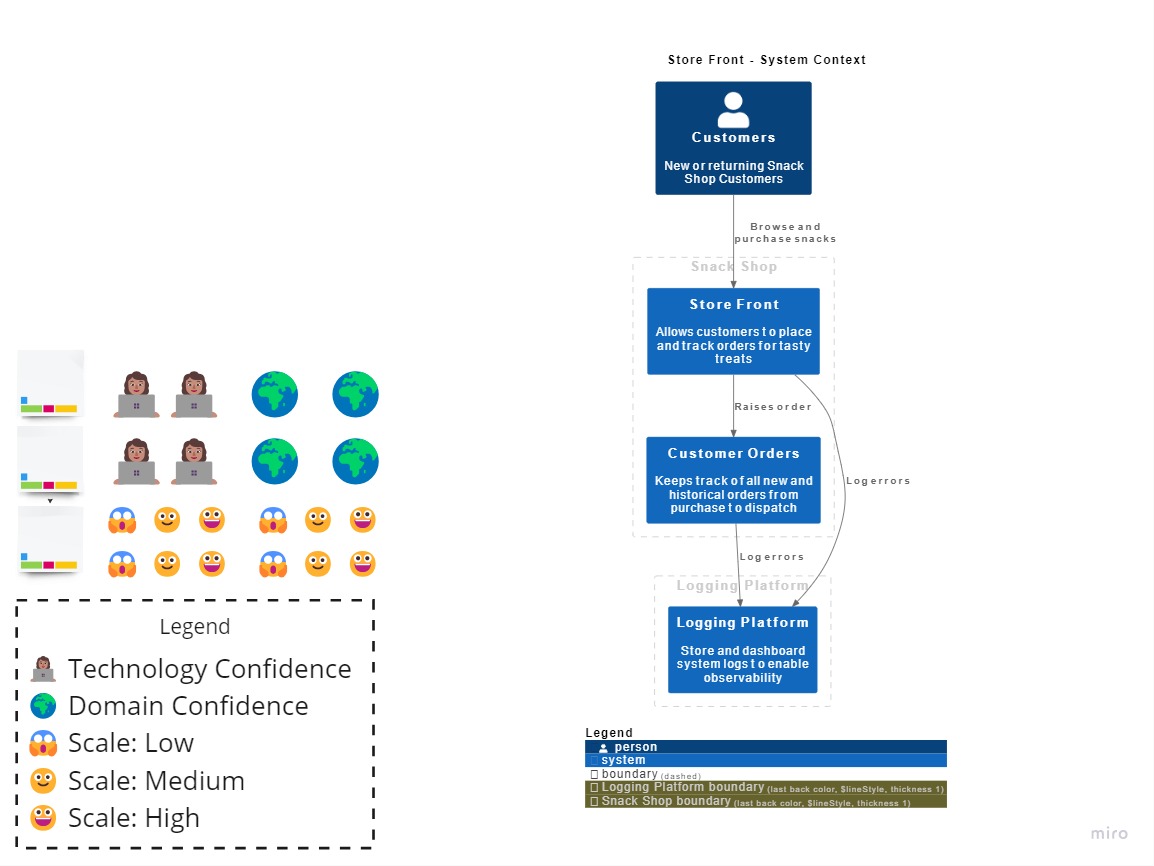 Store Front - System Context
Customers
New or returning Snack
Shop Customers
Browse and
purchase snacks
Snack Shop
Store Front
Allows customers to place
and track orders for tasty
treats
Raises order
Customer Orders
Keeps track of all new and
historical orders from
purchase to dispatch
Log errors
Log errors
Logging Platform
Logging Platform
Store and dashboard
system logs to enable
observability
Legend
person
system
boundary (dashed)
Logging Platform boundary (last back color, $lineStyle, thickness 1)
Snack Shop boundary (last back color, $lineStyle, thickness 1)
Legend
Technology Confidence
Domain Confidence
Scale: Low
Scale: Medium
Scale: High
miro